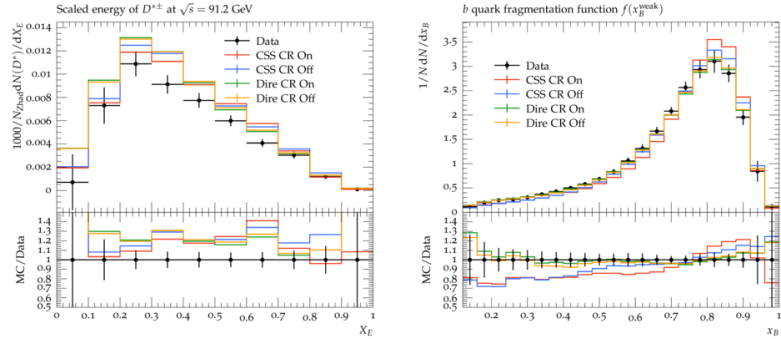 Scaled energy of D*± at √s = 91.2 GeV
1000/N_Zhad dN(D*)/dX_E
0.014
0.012
0.01
0.008
0.006
0.004
0.002
0
Data
CSS CR On
CSS CR Off
Dire CR On
Dire CR Off
MC/Data
1.4
1.3
1.2
1.1
1
0.9
0.8
0.7
0.6
0.5
0 0.1 0.2 0.3 0.4 0.5 0.6 0.7 0.8 0.9 1
X_E
b quark fragmentation function f(x_B^weak)
1/N dN/dx_B
4
3.5
3
2.5
2
1.5
1
0.5
0
Data
CSS CR On
CSS CR Off
Dire CR On
Dire CR Off
MC/Data
1.4
1.3
1.2
1.1
1
0.9
0.8
0.7
0.6
0.5
0.2 0.3 0.4 0.5 0.6 0.7 0.8 0.9 1
x_B